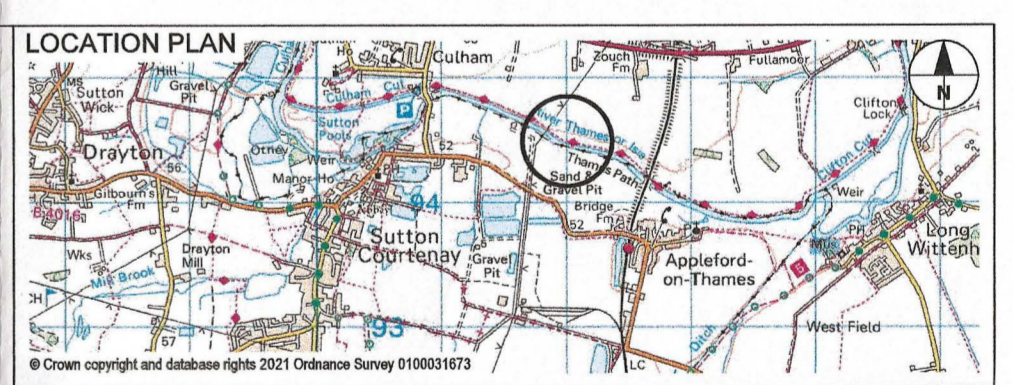 LOCATION PLAN
Culham
Zouch
Fm
Fullamoor
N
MS
Sutton
Wick
Hill
Gravel
Pit
Culham Cut
P
Sutton
Pools
Clifton
Lock
Drayton
56
Otney
Weir
Manor Ho
52
River Thames or Isis
Thames Path
Sand &
Gravel Pit
Clifton Cut
Weir
Gilbourn's
Fm
B 4016
94
Bridge
Fm
52
Sutton
Courtenay
Drayton
Mill
Wks
Mill Brook
Gravel
Pit
Appleford-
on-Thames
Mus
PH
Long
Wittenh
5
CH
57
93
Ditch
West Field
LC
© Crown copyright and database rights 2021 Ordnance Survey 0100031673